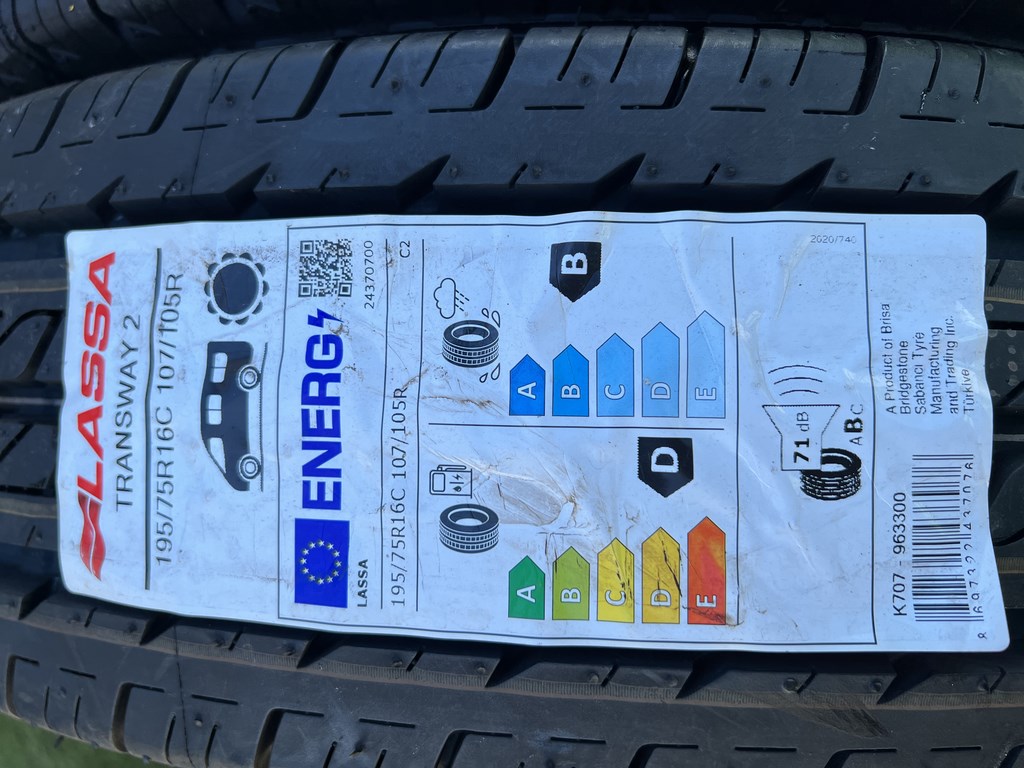 LASSA
TRANSWAY 2
195/75R16C 107/105R
ENERG
24370700
LASSA
195/75R16C 107/105R
C2
A
B
C
D
E
D
A
B
C
D
E
B
71 dB
ABC
2020/740
K707 - 963300
A Product of Brisa
Bridgestone
Sabancı Tyre
Manufacturing
and Trading Inc.
Türkiye